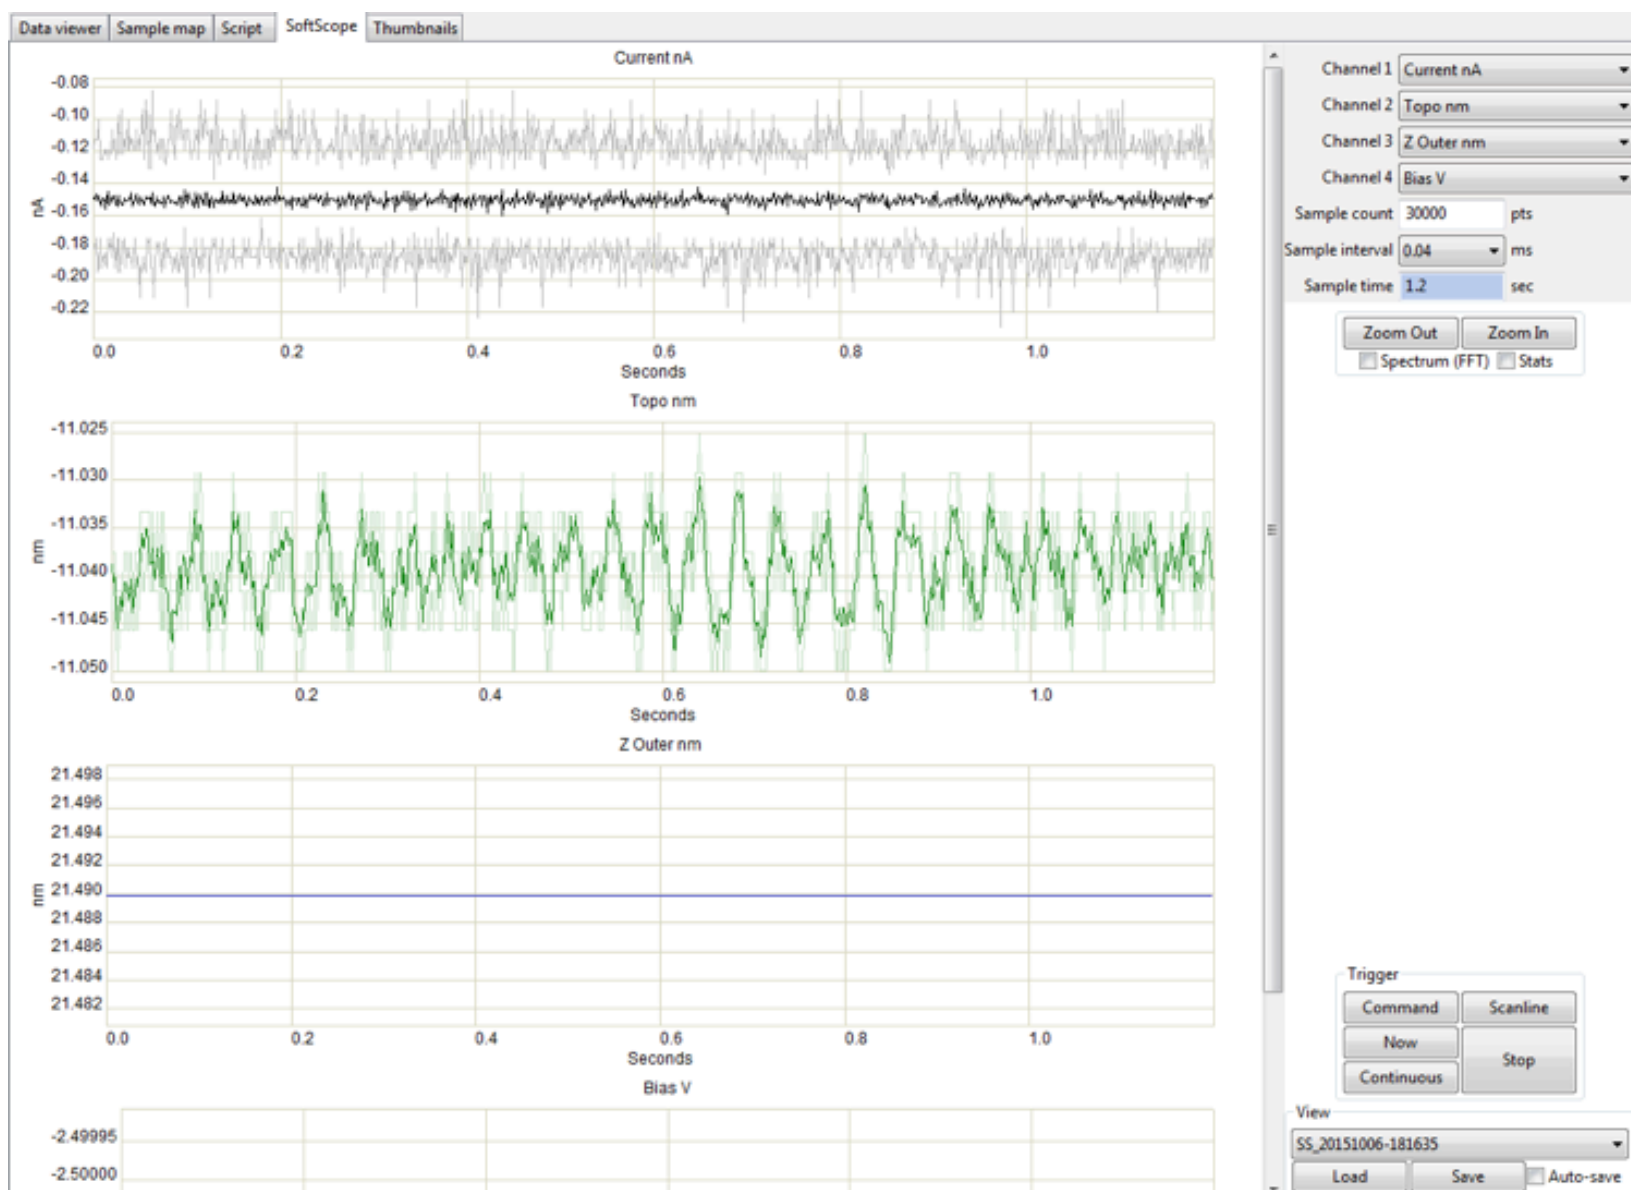 Data viewer Sample map Script SoftScope Thumbnails
Current nA
-0.08
-0.10
-0.12
-0.14
-0.16
-0.18
-0.20
-0.22
nA
0.0 0.2 0.4 0.6 0.8 1.0
Seconds
Topo nm
-11.025
-11.030
-11.035
-11.040
-11.045
-11.050
nm
0.0 0.2 0.4 0.6 0.8 1.0
Seconds
Z Outer nm
21.498
21.496
21.494
21.492
21.490
21.488
21.486
21.484
21.482
nm
0.0 0.2 0.4 0.6 0.8 1.0
Seconds
Bias V
-2.49995
-2.50000
Channel 1 Current nA
Channel 2 Topo nm
Channel 3 Z Outer nm
Channel 4 Bias V
Sample count 30000 pts
Sample interval 0.04 ms
Sample time 1.2 sec
Zoom Out Zoom In
Spectrum (FFT) Stats
Trigger
Command Scanline
Now
Stop
Continuous
View
SS_20151006-181635
Load Save Auto-save